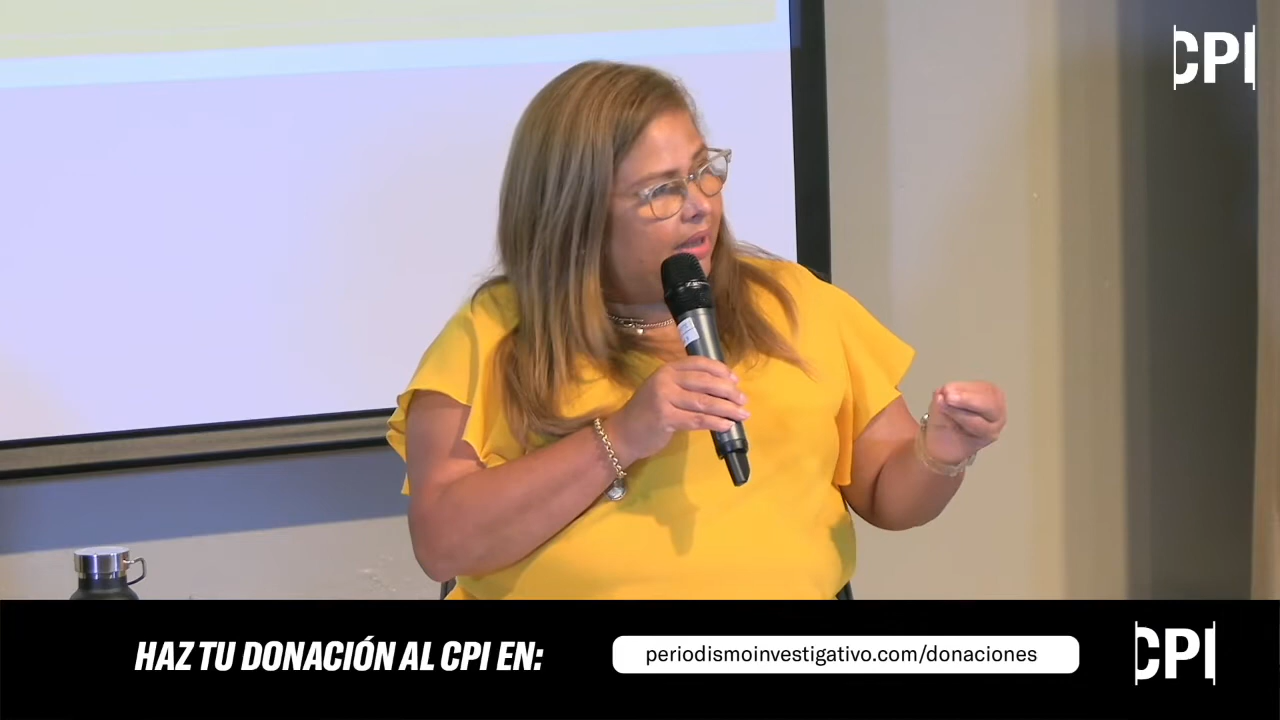 CPI
HAZ TU DONACIÓN AL CPI EN:
periodismoinvestigativo.com/donaciones
CPI